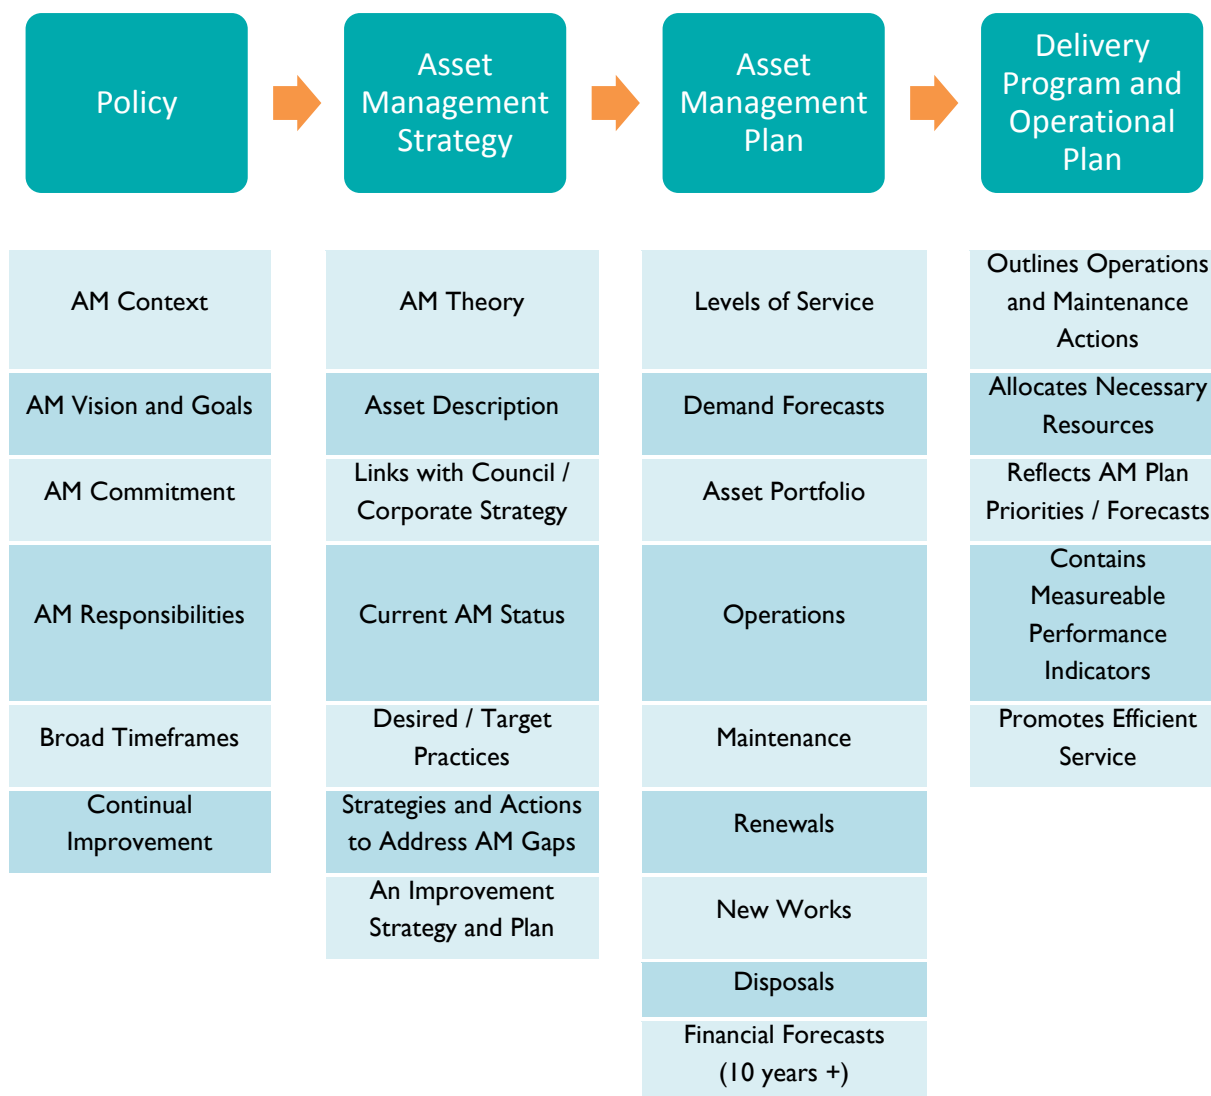 Policy
Asset
Management
Strategy
Asset
Management
Plan
Delivery
Program and
Operational
Plan
AM Context
AM Vision and Goals
AM Commitment
AM Responsibilities
Broad Timeframes
Continual
Improvement
AM Theory
Asset Description
Links with Council /
Corporate Strategy
Current AM Status
Desired / Target
Practices
Strategies and Actions
to Address AM Gaps
An Improvement
Strategy and Plan
Levels of Service
Demand Forecasts
Asset Portfolio
Operations
Maintenance
Renewals
New Works
Disposals
Financial Forecasts
(10 years +)
Outlines Operations
and Maintenance
Actions
Allocates Necessary
Resources
Reflects AM Plan
Priorities / Forecasts
Contains
Measureable
Performance
Indicators
Promotes Efficient
Service